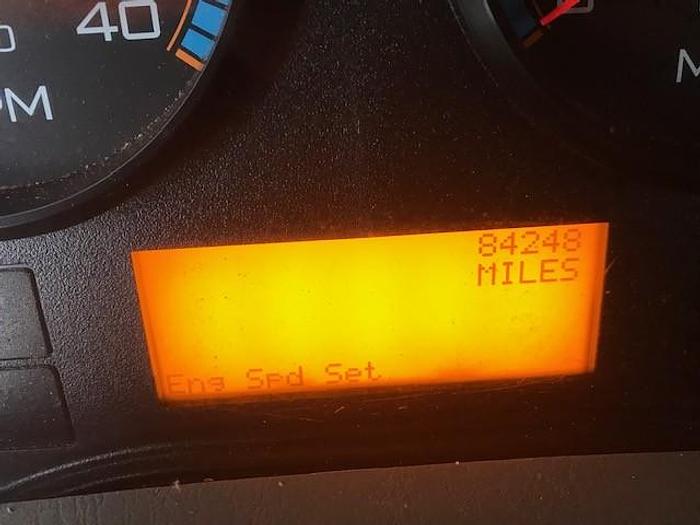 40
84248
MILES
Eng Spd Set